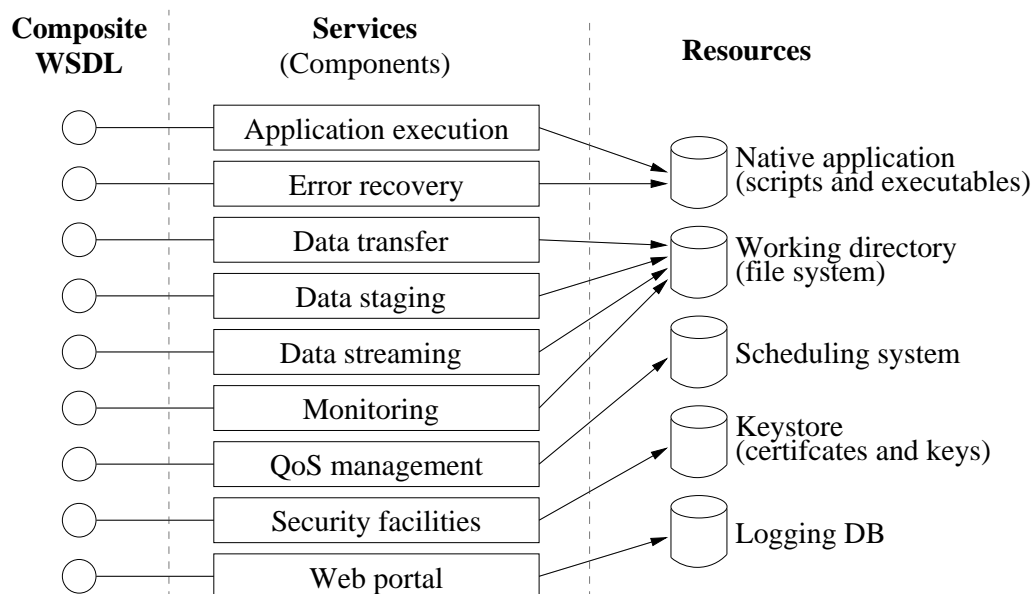 Composite
WSDL
Services
(Components)
Resources
Application execution
Error recovery
Data transfer
Data staging
Data streaming
Monitoring
QoS management
Security facilities
Web portal
Native application
(scripts and executables)
Working directory
(file system)
Scheduling system
Keystore
(certifcates and keys)
Logging DB